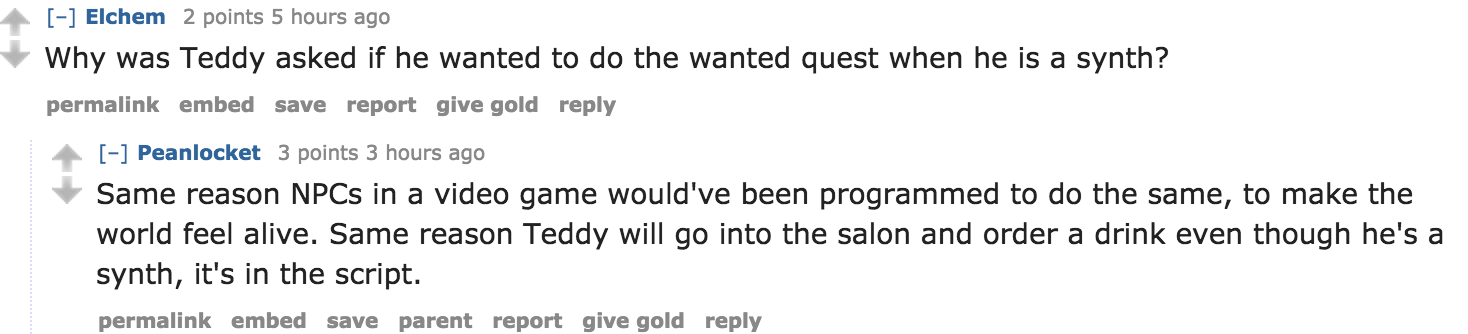 [–] Elchem 2 points 5 hours ago
Why was Teddy asked if he wanted to do the wanted quest when he is a synth?
permalink embed save report give gold reply
[–] Peanlocket 3 points 3 hours ago
Same reason NPCs in a video game would've been programmed to do the same, to make the
world feel alive. Same reason Teddy will go into the salon and order a drink even though he's a
synth, it's in the script.
permalink embed save parent report give gold reply